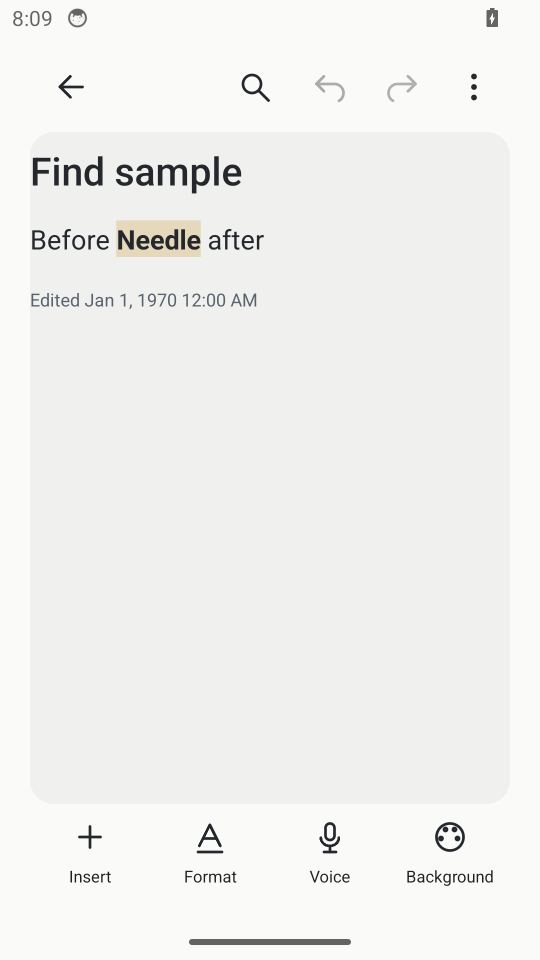 8:09
Find sample
Before Needle after
Edited Jan 1, 1970 12:00 AM
Insert
Format
Voice
Background